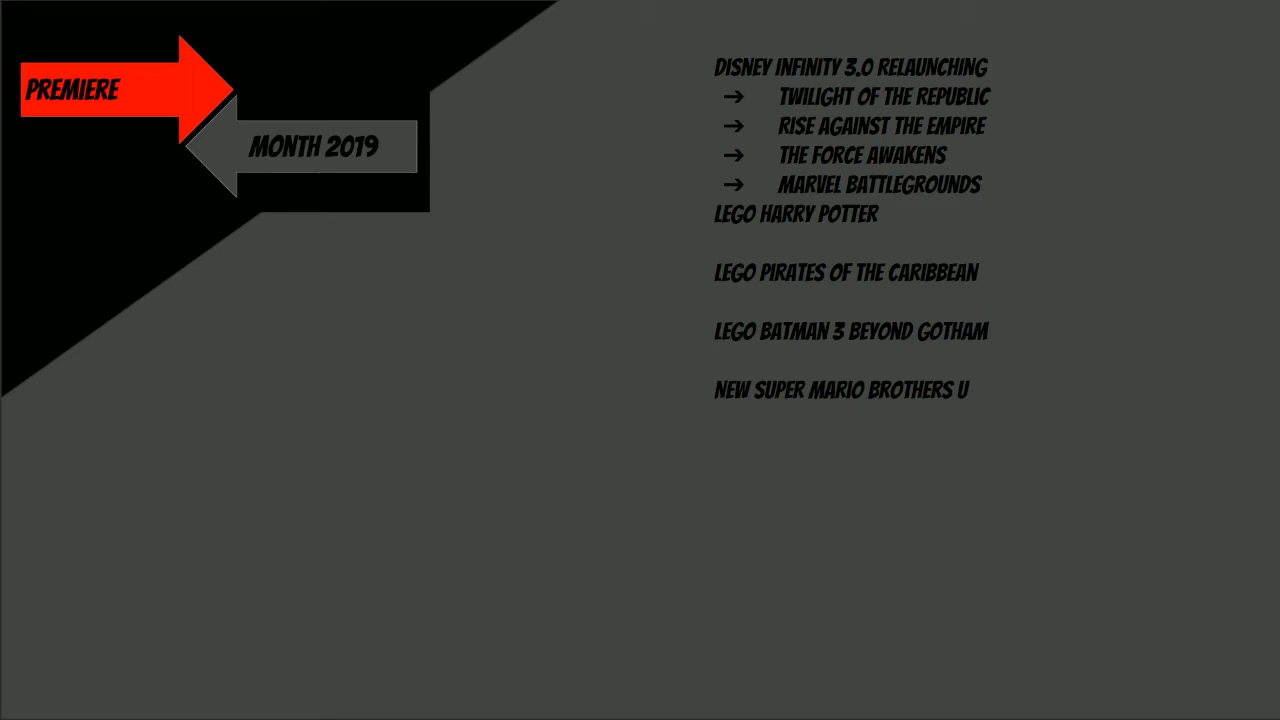 PREMIERE
MONTH 2019
DISNEY INFINITY 3.0 RELAUNCHING
➔ TWILIGHT OF THE REPUBLIC
➔ RISE AGAINST THE EMPIRE
➔ THE FORCE AWAKENS
➔ MARVEL BATTLEGROUNDS
LEGO HARRY POTTER
LEGO PIRATES OF THE CARIBBEAN
LEGO BATMAN 3 BEYOND GOTHAM
NEW SUPER MARIO BROTHERS U